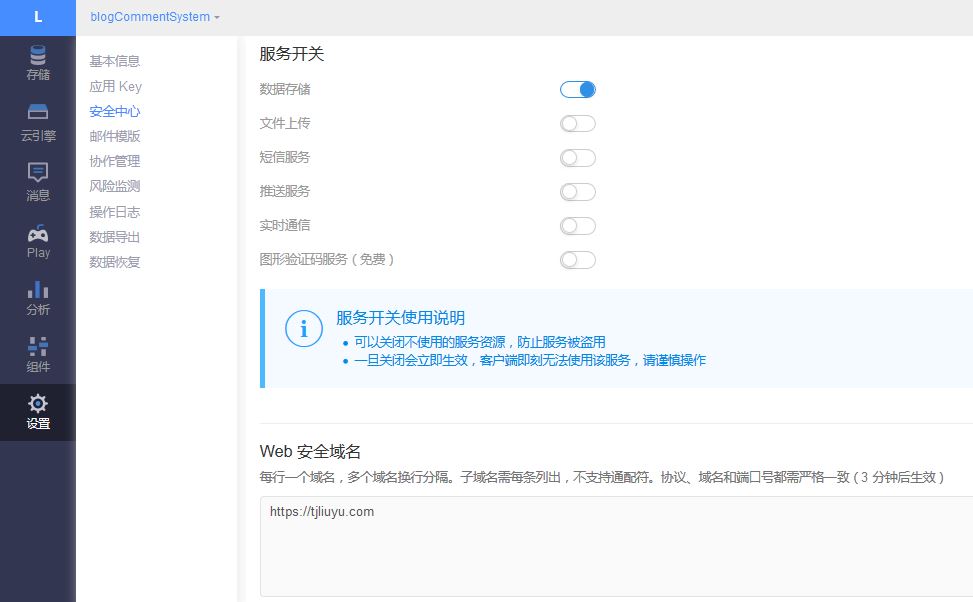 L
blogCommentSystem
存储
云引擎
消息
Play
分析
组件
设置
基本信息
应用 Key
安全中心
邮件模版
协作管理
风险监测
操作日志
数据导出
数据恢复
服务开关
数据存储
文件上传
短信服务
推送服务
实时通信
图形验证码服务（免费）
i
服务开关使用说明
• 可以关闭不使用的服务资源，防止服务被盗用
• 一旦关闭会立即生效，客户端即刻无法使用该服务，请谨慎操作
Web 安全域名
每行一个域名，多个域名换行分隔。子域名需每条列出，不支持通配符。协议、域名和端口号都需严格一致（3 分钟后生效）
https://tjliuyu.com